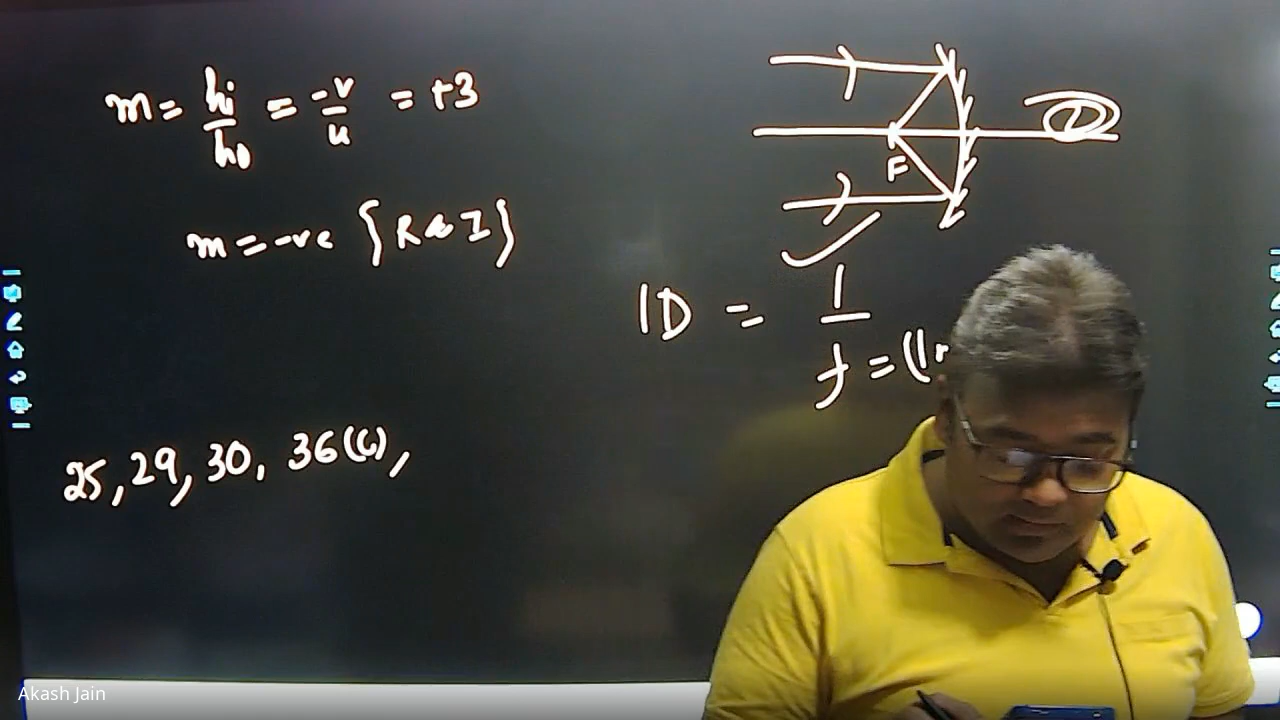 m = hi/ho = -v/u = +3
m = -ve {R & I}
F
1D = 1/f = (1
25, 29, 30, 36(C),
Akash Jain